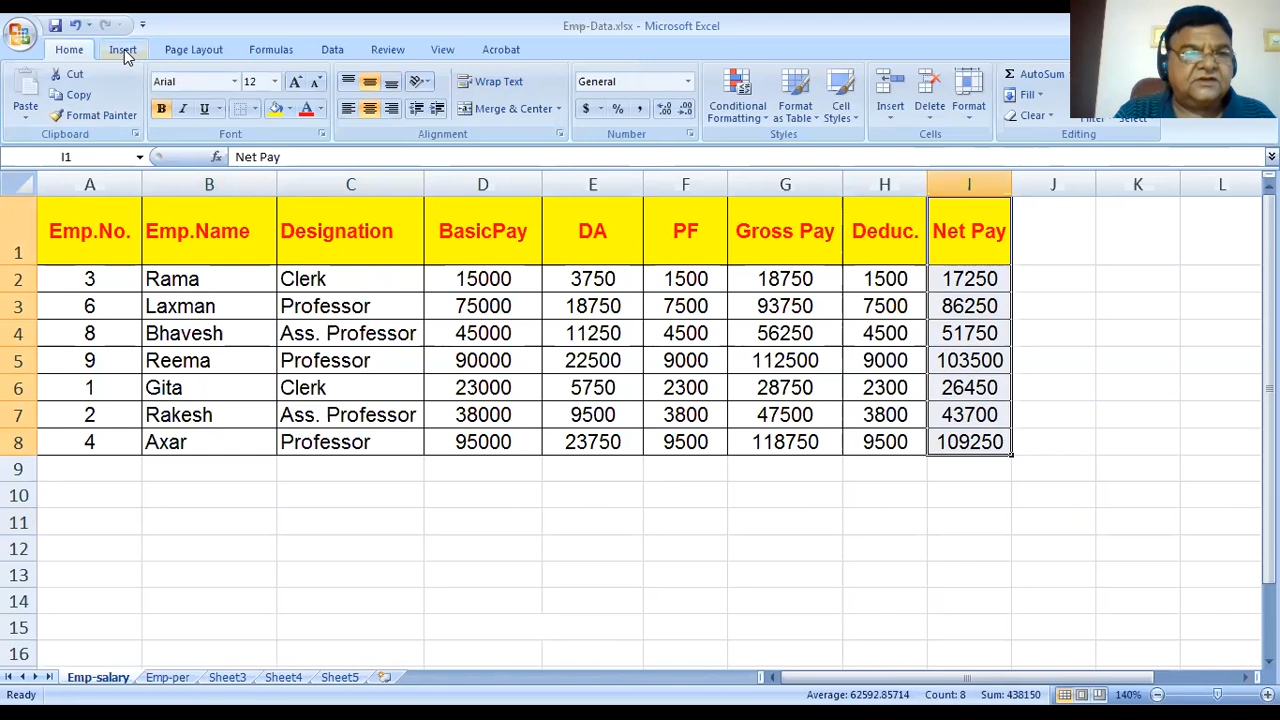 Emp-Data.xlsx - Microsoft Excel
Home Insert Page Layout Formulas Data Review View Acrobat
Paste
Cut
Copy
Format Painter
Clipboard
Arial 12
B I U
Font
Wrap Text
Merge & Center
Alignment
General
$ % ,
Number
Conditional Formatting
Format as Table
Cell Styles
Styles
Insert Delete Format
Cells
Σ AutoSum
Fill
Clear
Editing
I1 fx Net Pay
A B C D E F G H I J K L
1 Emp.No. Emp.Name Designation BasicPay DA PF Gross Pay Deduc. Net Pay
2 3 Rama Clerk 15000 3750 1500 18750 1500 17250
3 6 Laxman Professor 75000 18750 7500 93750 7500 86250
4 8 Bhavesh Ass. Professor 45000 11250 4500 56250 4500 51750
5 9 Reema Professor 90000 22500 9000 112500 9000 103500
6 1 Gita Clerk 23000 5750 2300 28750 2300 26450
7 2 Rakesh Ass. Professor 38000 9500 3800 47500 3800 43700
8 4 Axar Professor 95000 23750 9500 118750 9500 109250
9
10
11
12
13
14
15
16
Emp-salary Emp-per Sheet3 Sheet4 Sheet5
Ready Average: 62592.85714 Count: 8 Sum: 438150 140%